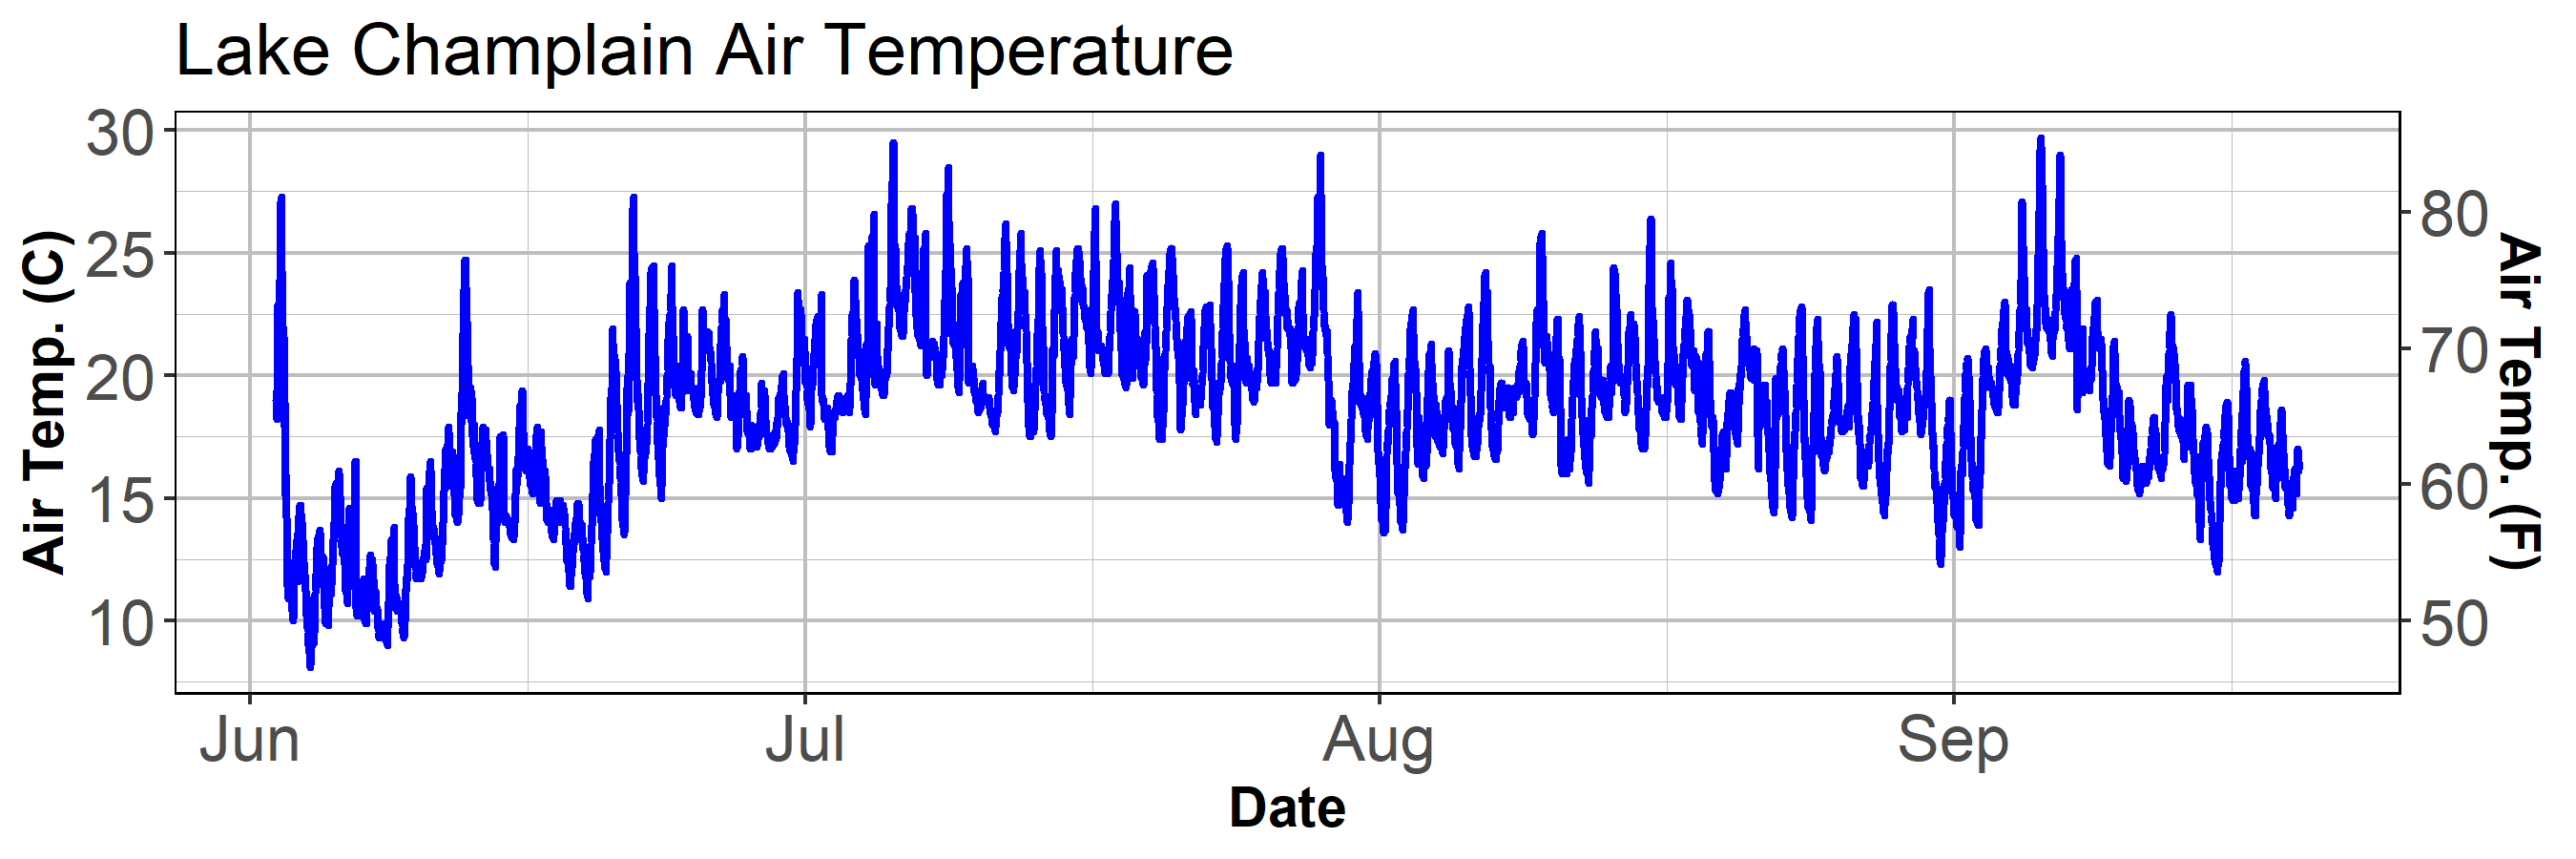 Lake Champlain Air Temperature
Air Temp. (C)
30
25
20
15
10
80
70
60
50
Air Temp. (F)
Jun Jul Aug Sep
Date